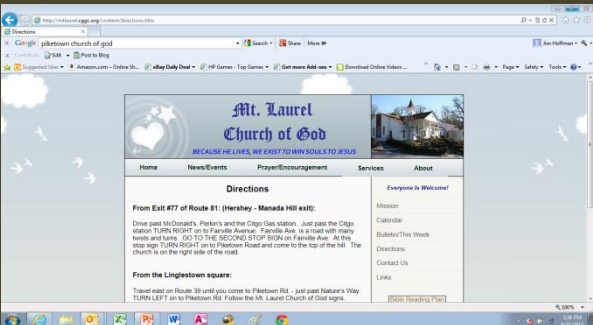 http://mtlaurel.cggc.org/content/directions.htm
Directions
Google piketown church of god Search Share More Jim Hoffman
Edit Post to Blog
Suggested Sites Amazon.com – Online Sh... eBay Daily Deal HP Games - Top Games Get more Add-ons Download Online Videos ... Page Safety Tools
Mt. Laurel
Church of God
BECAUSE HE LIVES, WE EXIST TO WIN SOULS TO JESUS
Home News/Events Prayer/Encouragement Services About
Directions
From Exit #77 of Route 81: (Hershey - Manada Hill exit):
Drive past McDonald's, Perkin's and the Citgo Gas station. Just past the Citgo
station TURN RIGHT on to Fairville Avenue. Fairville Ave. is a road with many
twists and turns. GO TO THE SECOND STOP SIGN on Fairville Ave. At this
stop sign TURN RIGHT on to Piketown Road and come to the top of the hill. The
church is on the right side of the road.
From the Linglestown square:
Travel east on Route 39 until you come to Piketown Rd. - just past Nature's Way.
TURN LEFT on to Piketown Rd. Follow the Mt. Laurel Church of God signs.
Everyone is Welcome!
Mission
Calendar
Bulletin/This Week
Directions
Contact Us
Links
Bible Reading Plan
100%
3:36 PM